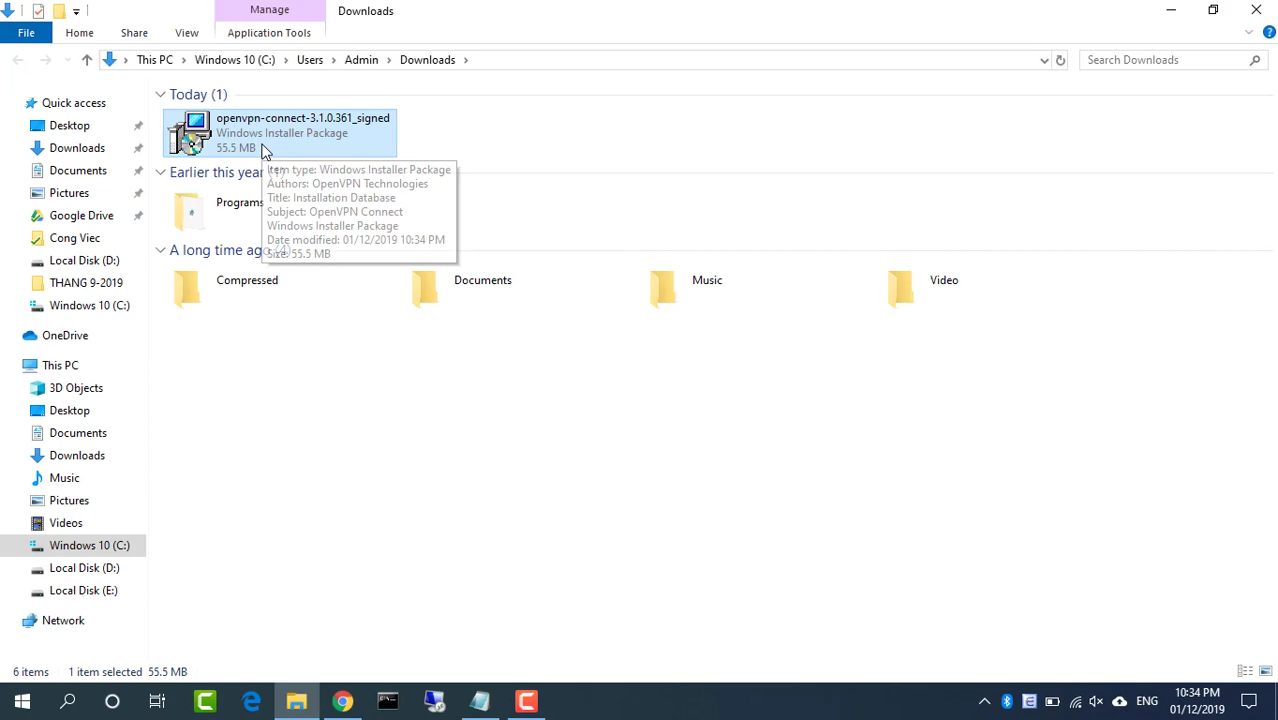 Manage
Downloads
File
Home
Share
View
Application Tools
This PC
Windows 10 (C:)
Users
Admin
Downloads
Search Downloads
Quick access
Desktop
Downloads
Documents
Pictures
Google Drive
Cong Viec
Local Disk (D:)
THANG 9-2019
Windows 10 (C:)
OneDrive
This PC
3D Objects
Desktop
Documents
Downloads
Music
Pictures
Videos
Windows 10 (C:)
Local Disk (D:)
Local Disk (E:)
Network
Today (1)
openvpn-connect-3.1.0.361_signed
Windows Installer Package
55.5 MB
Item type: Windows Installer Package
Authors: OpenVPN Technologies
Title: Installation Database
Subject: OpenVPN Connect
Windows Installer Package
Date modified: 01/12/2019 10:34 PM
Size: 55.5 MB
Earlier this year (1)
Programs
A long time ago (4)
Compressed
Documents
Music
Video
6 items
1 item selected 55.5 MB
ENG
10:34 PM
01/12/2019